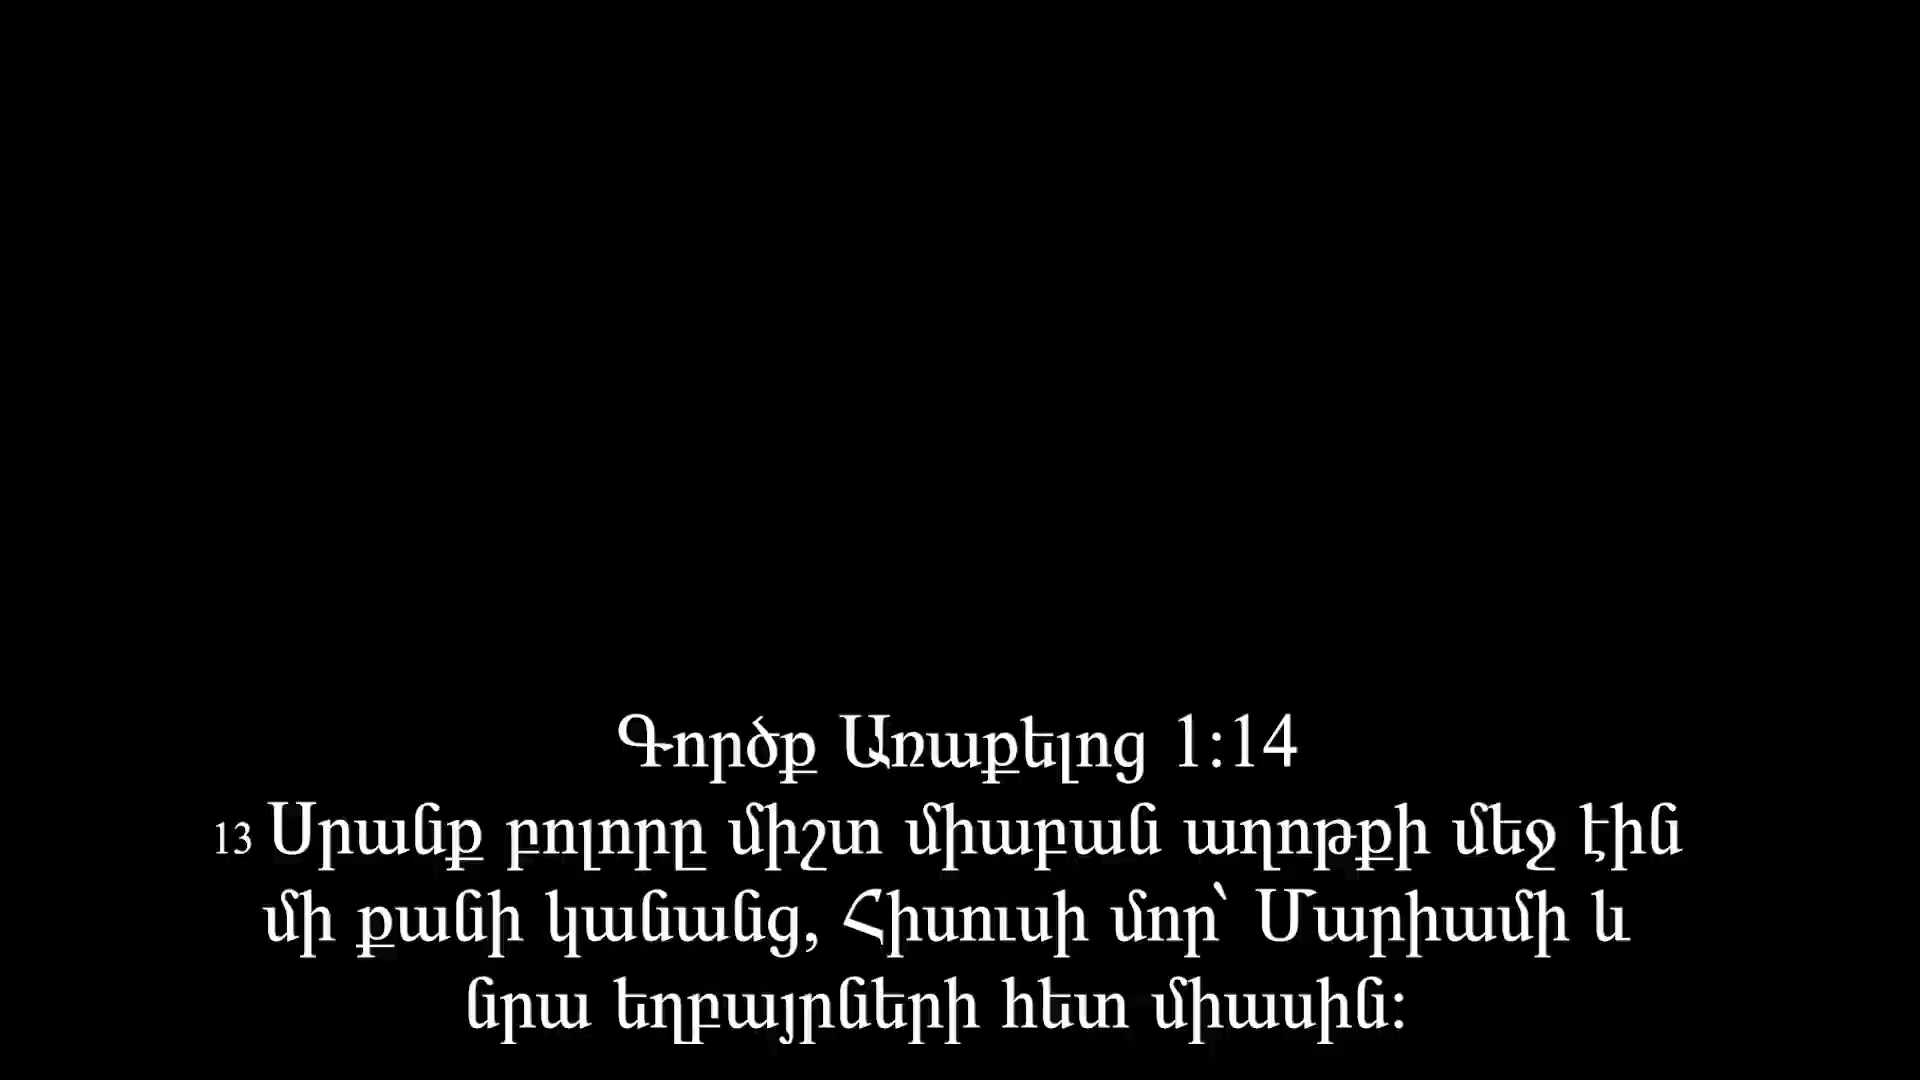 Գործք Առաքելոց 1:14
13 Սրանք բոլորը միշտ միաբան աղոթքի մեջ էին
մի քանի կանանց, Հիսուսի մոր՝ Մարիամի և
նրա եղբայրների հետ միասին: